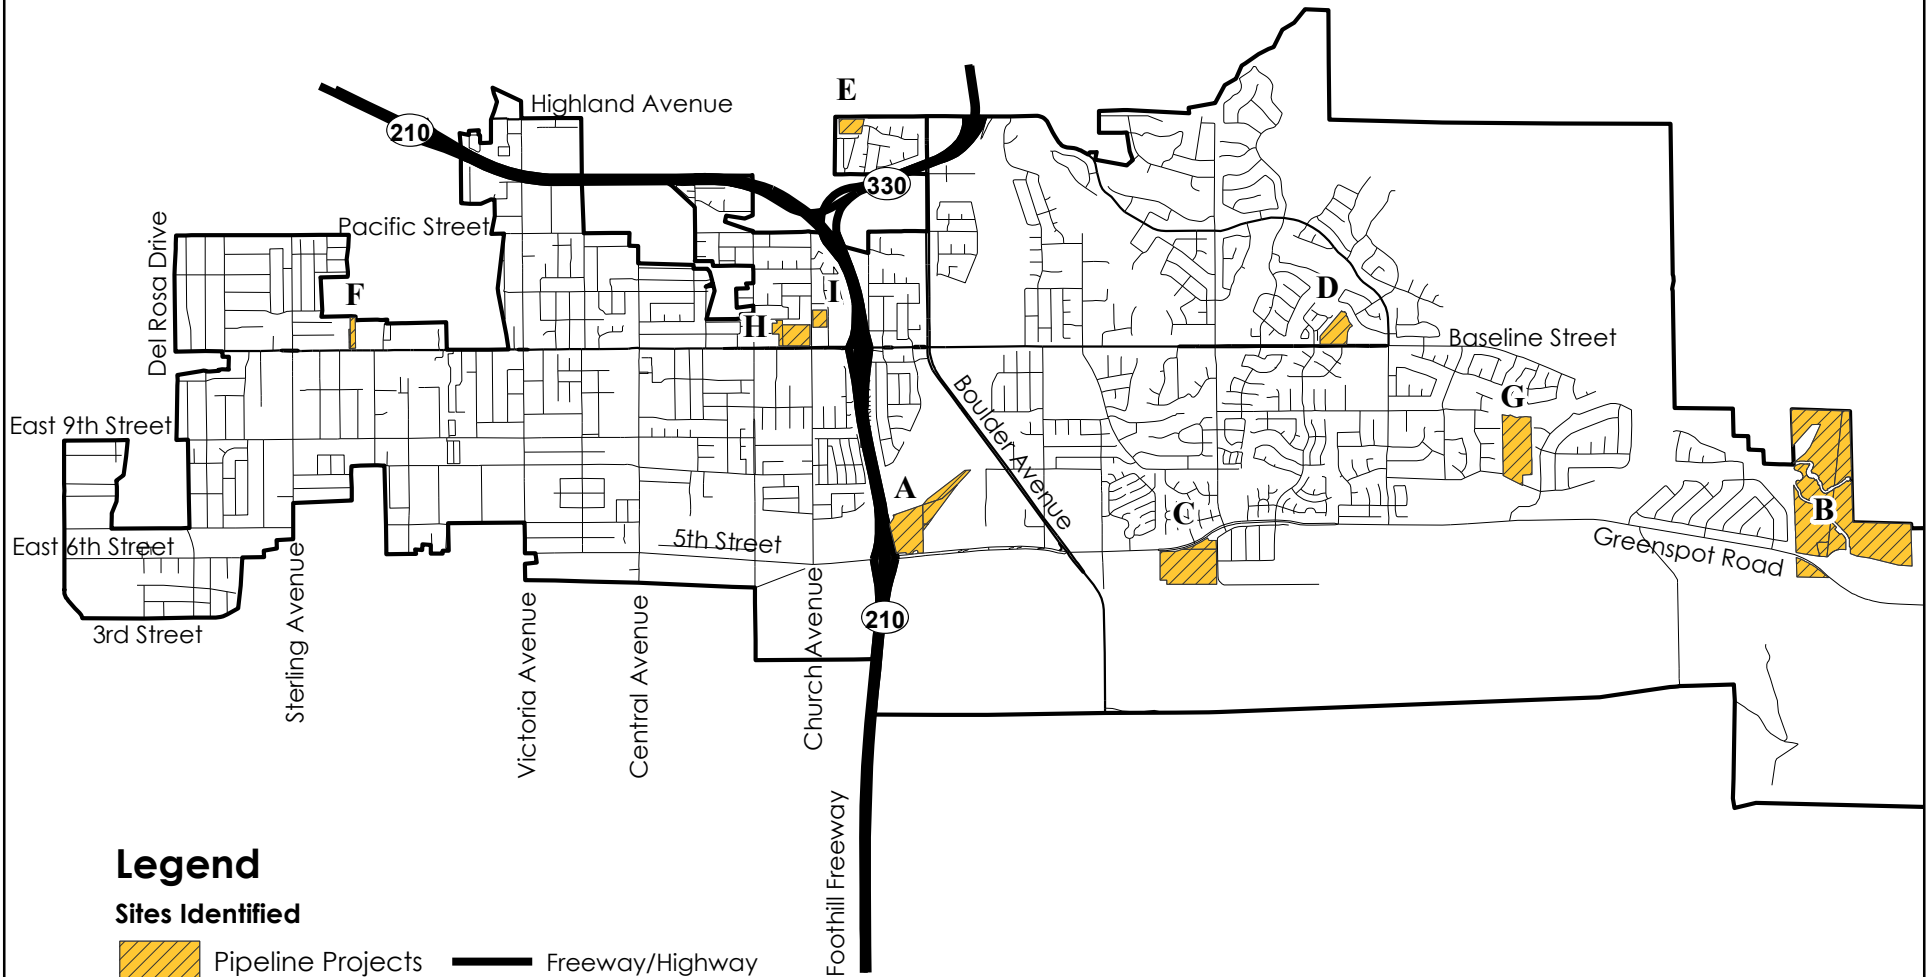 E
Highland Avenue
210
330
Pacific Street
Del Rosa Drive
F
I
H
D
Baseline Street
Boulder Avenue
G
East 9th Street
A
B
C
5th Street
East 6th Street
Greenspot Road
3rd Street
Sterling Avenue
Victoria Avenue
Central Avenue
Church Avenue
210
Foothill Freeway
Legend
Sites Identified
Pipeline Projects
Freeway/Highway